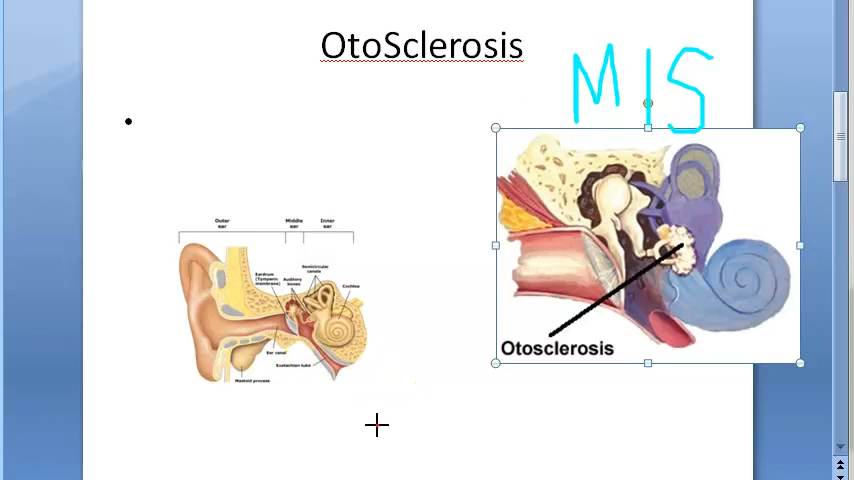 OtoSclerosis
MIS
•
Outer ear
Middle ear
Inner ear
Semicircular canals
Eardrum (Tympanic membrane)
Auditory bones
Cochlea
Ear canal
Eustachian tube
Mastoid process
Otosclerosis